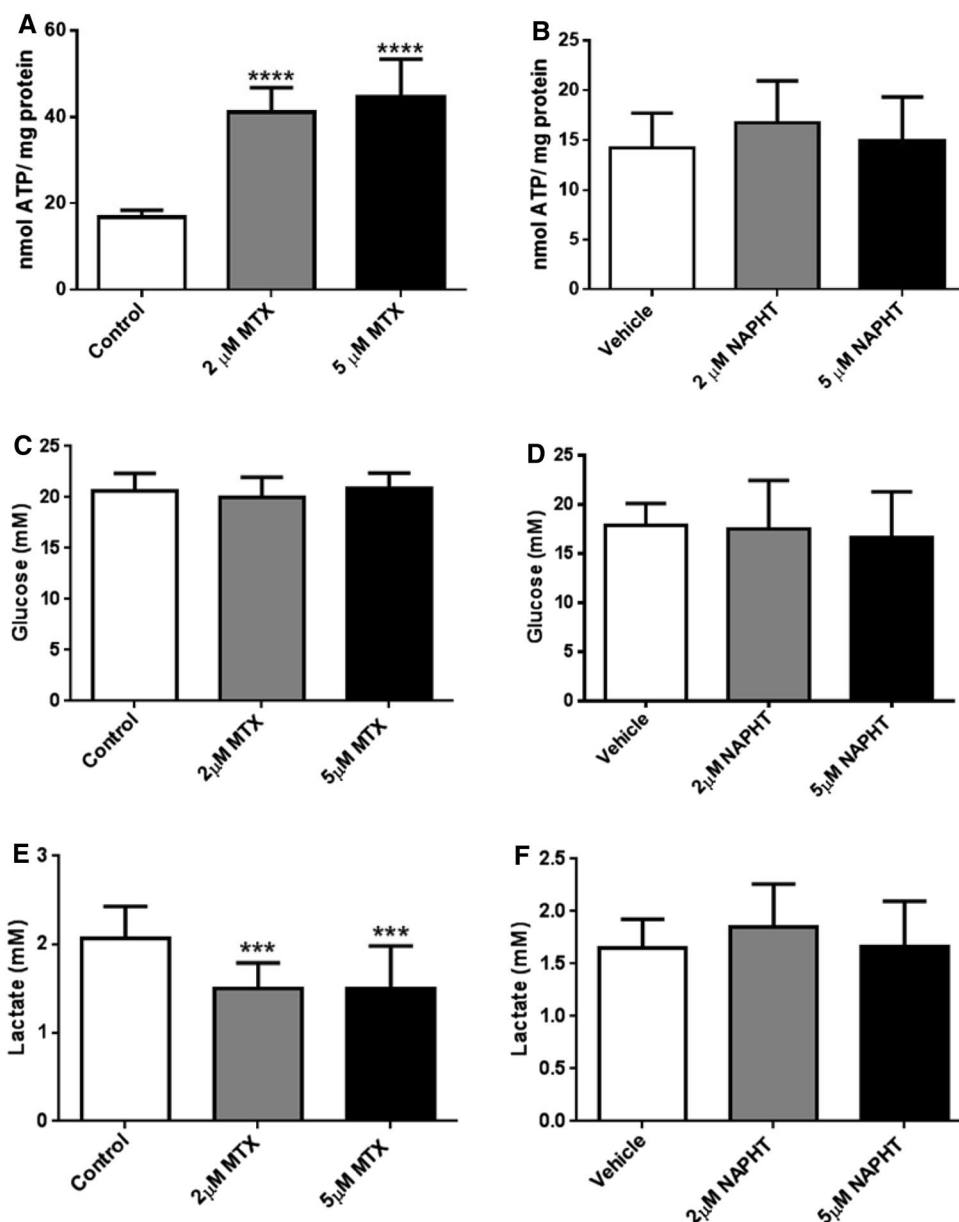 A
nmol ATP/ mg protein
60
40
20
0
****
****
Control
2 μM MTX
5 μM MTX
B
nmol ATP/ mg protein
25
20
15
10
5
0
Vehicle
2 μM NAPHT
5 μM NAPHT
C
Glucose (mM)
25
20
15
10
5
0
Control
2μM MTX
5μM MTX
D
Glucose (mM)
25
20
15
10
5
0
Vehicle
2μM NAPHT
5μM NAPHT
E
Lactate (mM)
3
2
1
0
***
***
Control
2μM MTX
5μM MTX
F
Lactate (mM)
2.5
2.0
1.5
1.0
0.5
0.0
Vehicle
2μM NAPHT
5μM NAPHT